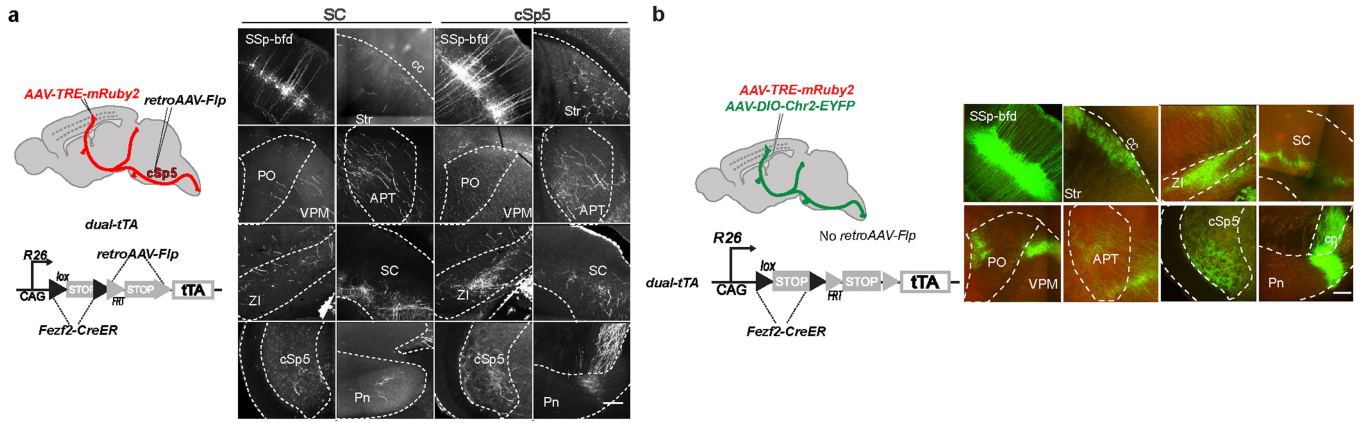 a
AAV-TRE-mRuby2
retroAAV-Flp
cSp5
dual-tTA
retroAAV-Flp
R26
lox
STOP
STOP
tTA
CAG
FRT
Fezf2-CreER
SC
cSp5
SSp-bfd
cc
Str
SSp-bfd
Str
PO
VPM
APT
PO
VPM
APT
ZI
SC
ZI
SC
cSp5
Pn
cSp5
Pn
b
AAV-TRE-mRuby2
AAV-DIO-Chr2-EYFP
No retroAAV-Flp
R26
lox
dual-tTA
STOP
STOP
tTA
CAG
FRT
Fezf2-CreER
SSp-bfd
cc
Str
ZI
SC
PO
VPM
APT
cSp5
cp
Pn